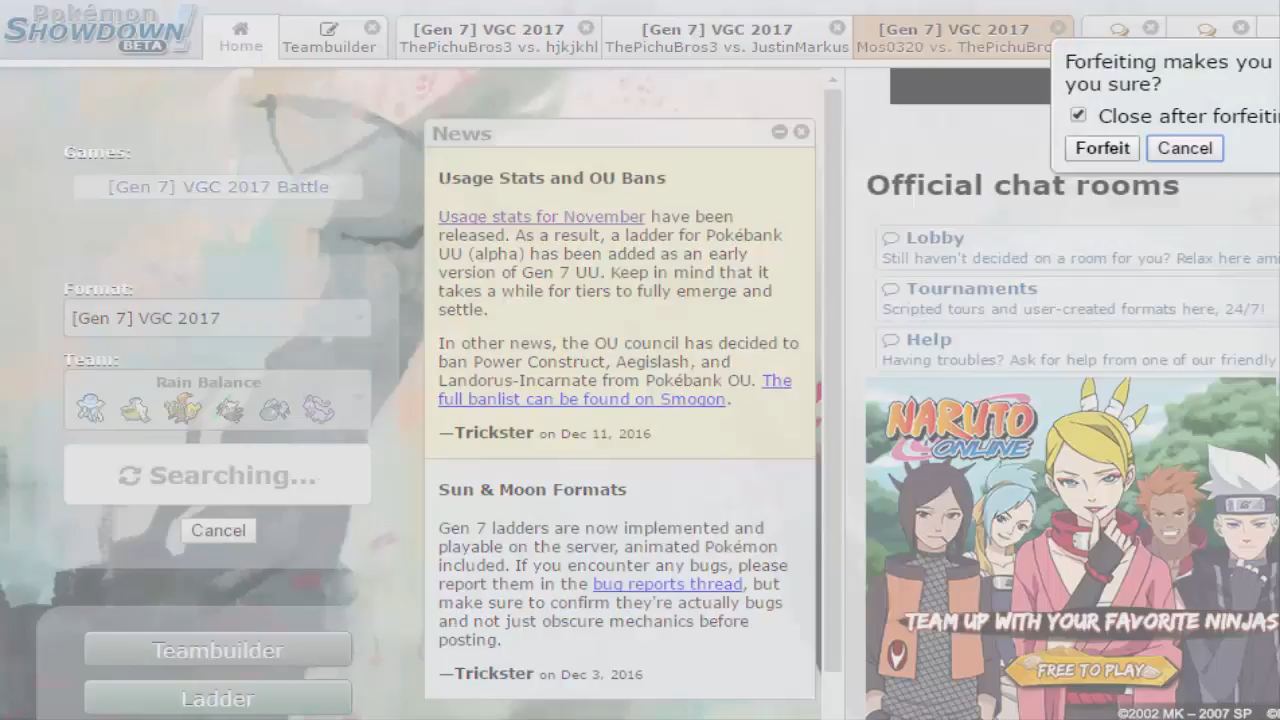 Pokémon
SHOWDOWN!
BETA
Home
Teambuilder
[Gen 7] VGC 2017
ThePichuBros3 vs. hjkjkhl
[Gen 7] VGC 2017
ThePichuBros3 vs. JustinMarkus
[Gen 7] VGC 2017
Mos0320 vs. ThePichuBro
Forfeiting makes you
you sure?
Close after forfeiti
Forfeit
Cancel
Games:
[Gen 7] VGC 2017 Battle
Format:
[Gen 7] VGC 2017
Team:
Rain Balance
Searching...
Cancel
Teambuilder
Ladder
News
Usage Stats and OU Bans
Usage stats for November have been
released. As a result, a ladder for Pokébank
UU (alpha) has been added as an early
version of Gen 7 UU. Keep in mind that it
takes a while for tiers to fully emerge and
settle.
In other news, the OU council has decided to
ban Power Construct, Aegislash, and
Landorus-Incarnate from Pokébank OU. The
full banlist can be found on Smogon.
—Trickster on Dec 11, 2016
Sun & Moon Formats
Gen 7 ladders are now implemented and
playable on the server, animated Pokémon
included. If you encounter any bugs, please
report them in the bug reports thread, but
make sure to confirm they're actually bugs
and not just obscure mechanics before
posting.
—Trickster on Dec 3, 2016
Official chat rooms
Lobby
Still haven't decided on a room for you? Relax here am
Tournaments
Scripted tours and user-created formats here, 24/7!
Help
Having troubles? Ask for help from one of our friendly
NARUTO
ONLINE
TEAM UP WITH YOUR FAVORITE NINJAS
FREE TO PLAY
©2002 MK – 2007 SP